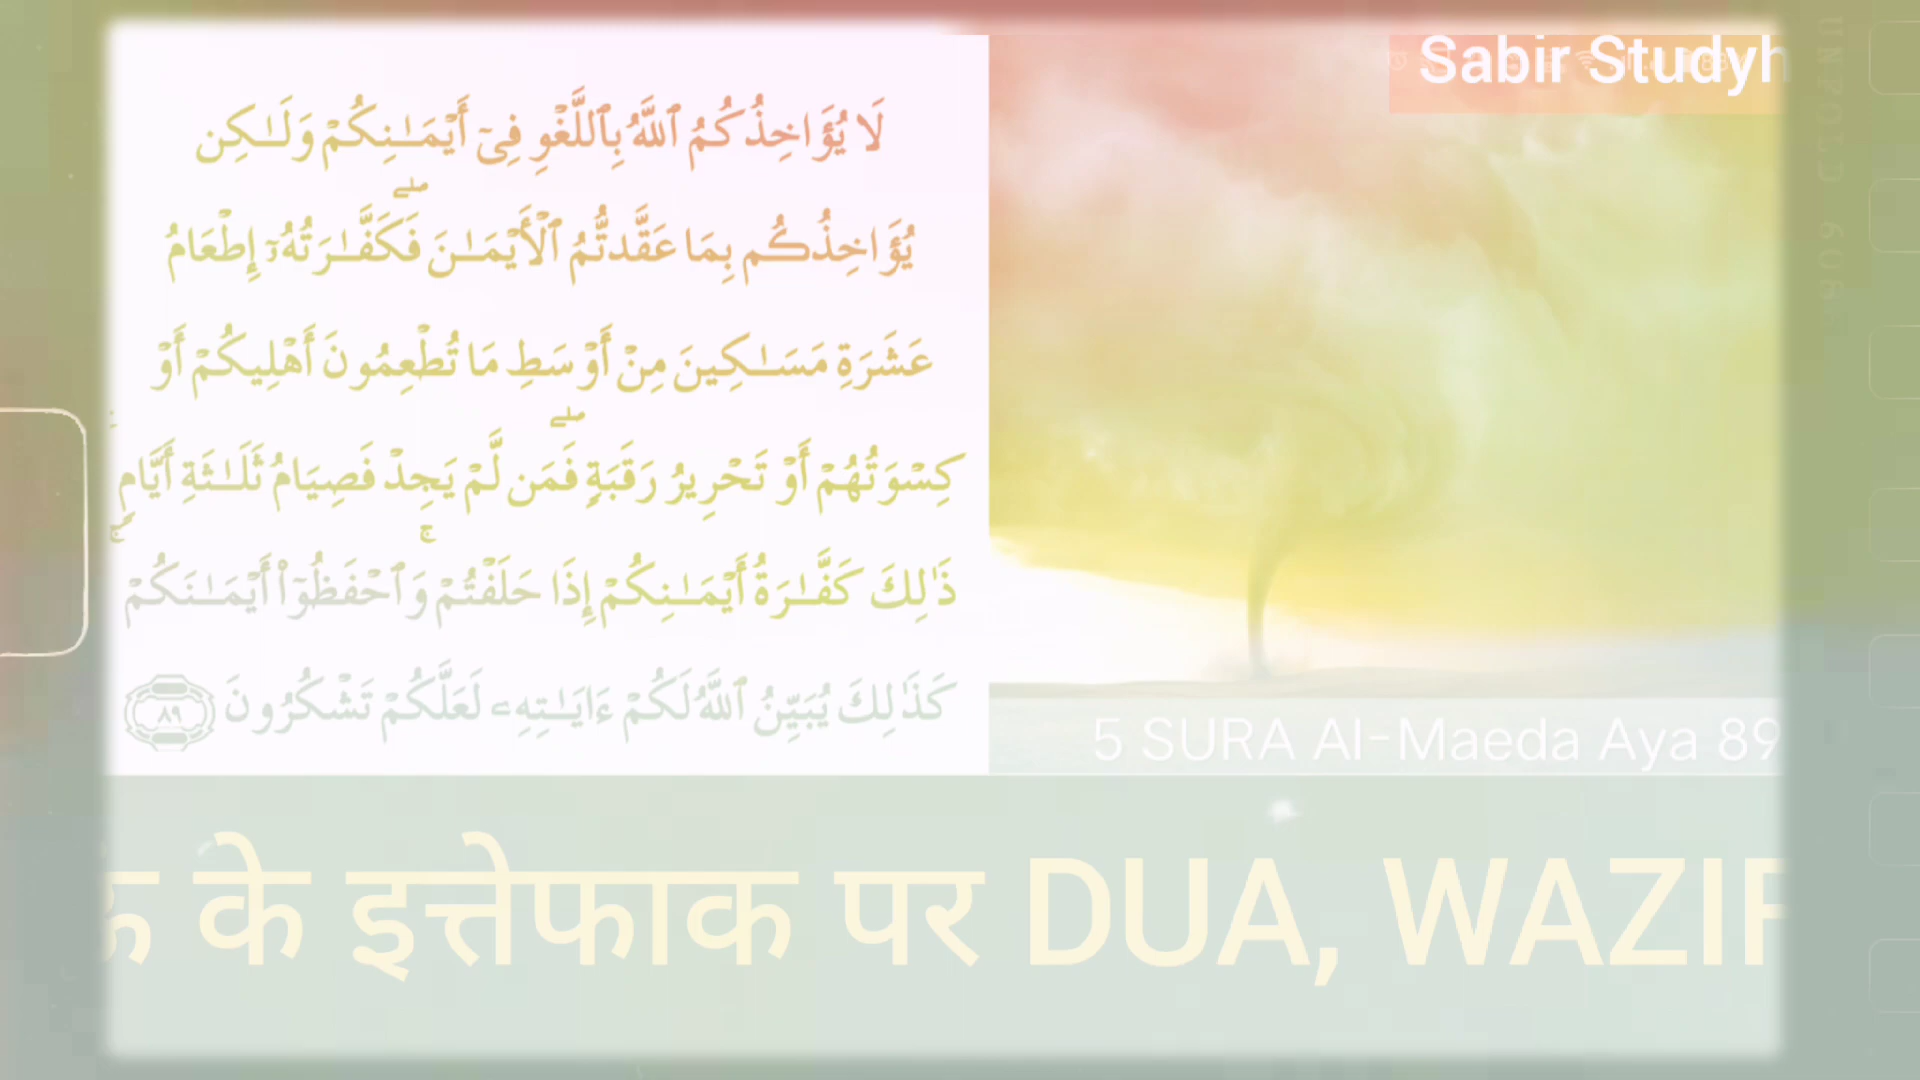 Sabir Studyh
لَا يُؤَاخِذُكُمُ ٱللَّهُ بِٱللَّغْوِ فِىٓ أَيْمَـٰنِكُمْ وَلَـٰكِن
يُؤَاخِذُكُم بِمَا عَقَّدتُّمُ ٱلْأَيْمَـٰنَ ۖ فَكَفَّـٰرَتُهُۥٓ إِطْعَامُ
عَشَرَةِ مَسَـٰكِينَ مِنْ أَوْسَطِ مَا تُطْعِمُونَ أَهْلِيكُمْ أَوْ
كِسْوَتُهُمْ أَوْ تَحْرِيرُ رَقَبَةٍ ۖ فَمَن لَّمْ يَجِدْ فَصِيَامُ ثَلَـٰثَةِ أَيَّامٍ ۚ
ذَٰلِكَ كَفَّـٰرَةُ أَيْمَـٰنِكُمْ إِذَا حَلَفْتُمْ ۚ وَٱحْفَظُوٓا۟ أَيْمَـٰنَكُمْ ۚ
كَذَٰلِكَ يُبَيِّنُ ٱللَّهُ لَكُمْ ءَايَـٰتِهِۦ لَعَلَّكُمْ تَشْكُرُونَ ٨٩
5 SURA Al-Maeda Aya 89
के इत्तेफाक पर DUA, WAZIF